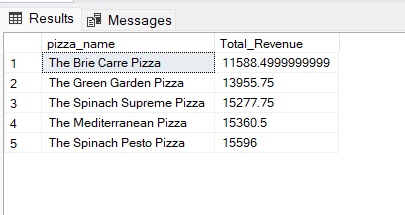 Results Messages
pizza_name Total_Revenue
1 The Brie Carre Pizza 11588.4999999999
2 The Green Garden Pizza 13955.75
3 The Spinach Supreme Pizza 15277.75
4 The Mediterranean Pizza 15360.5
5 The Spinach Pesto Pizza 15596